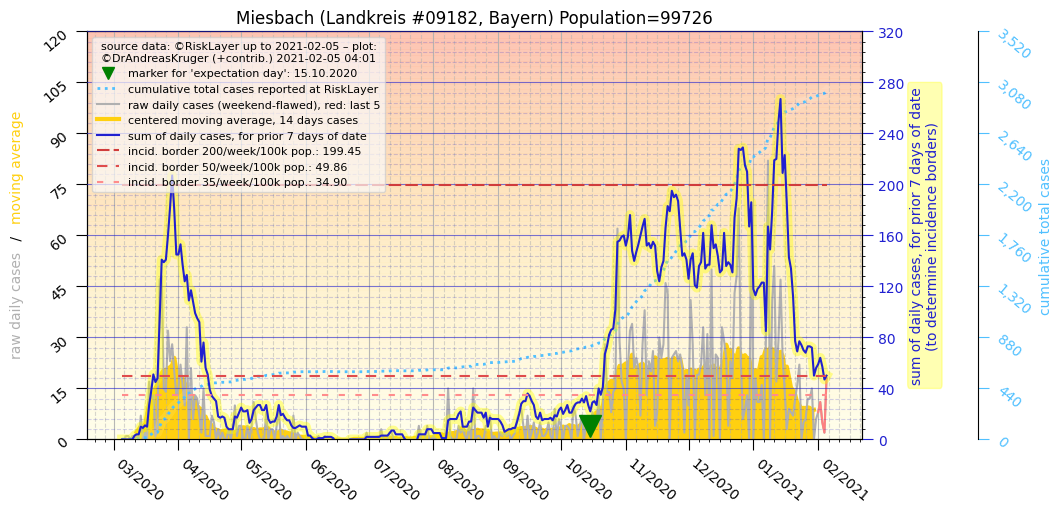 Miesbach (Landkreis #09182, Bayern) Population=99726
source data: ©RiskLayer up to 2021-02-05 – plot:
©DrAndreasKruger (+contrib.) 2021-02-05 04:01
marker for 'expectation day': 15.10.2020
cumulative total cases reported at RiskLayer
raw daily cases (weekend-flawed), red: last 5
centered moving average, 14 days cases
sum of daily cases, for prior 7 days of date
incid. border 200/week/100k pop.: 199.45
incid. border 50/week/100k pop.: 49.86
incid. border 35/week/100k pop.: 34.90
raw daily cases / moving average
120
105
90
75
60
45
30
15
0
03/2020
04/2020
05/2020
06/2020
07/2020
08/2020
09/2020
10/2020
11/2020
12/2020
01/2021
02/2021
320
280
240
200
160
120
80
40
0
sum of daily cases, for prior 7 days of date
(to determine incidence borders)
3,520
3,080
2,640
2,200
1,760
1,320
880
440
0
cumulative total cases